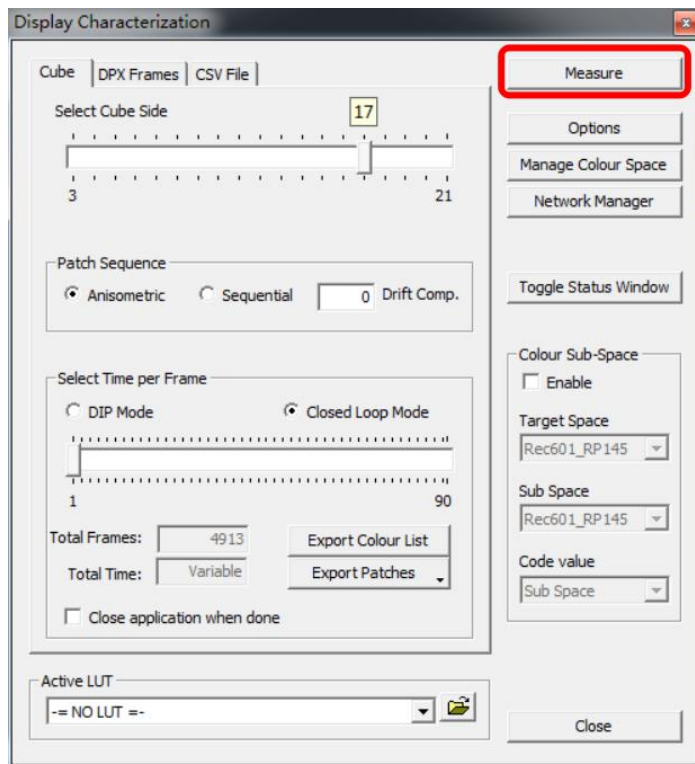 Display Characterization
Cube
DPX Frames
CSV File
Select Cube Side
17
3
21
Patch Sequence
Anisometric
Sequential
0
Drift Comp.
Select Time per Frame
DIP Mode
Closed Loop Mode
1
90
Total Frames:
4913
Export Colour List
Total Time:
Variable
Export Patches
Close application when done
Active LUT
-= NO LUT =-
Measure
Options
Manage Colour Space
Network Manager
Toggle Status Window
Colour Sub-Space
Enable
Target Space
Rec601_RP145
Sub Space
Rec601_RP145
Code value
Sub Space
Close